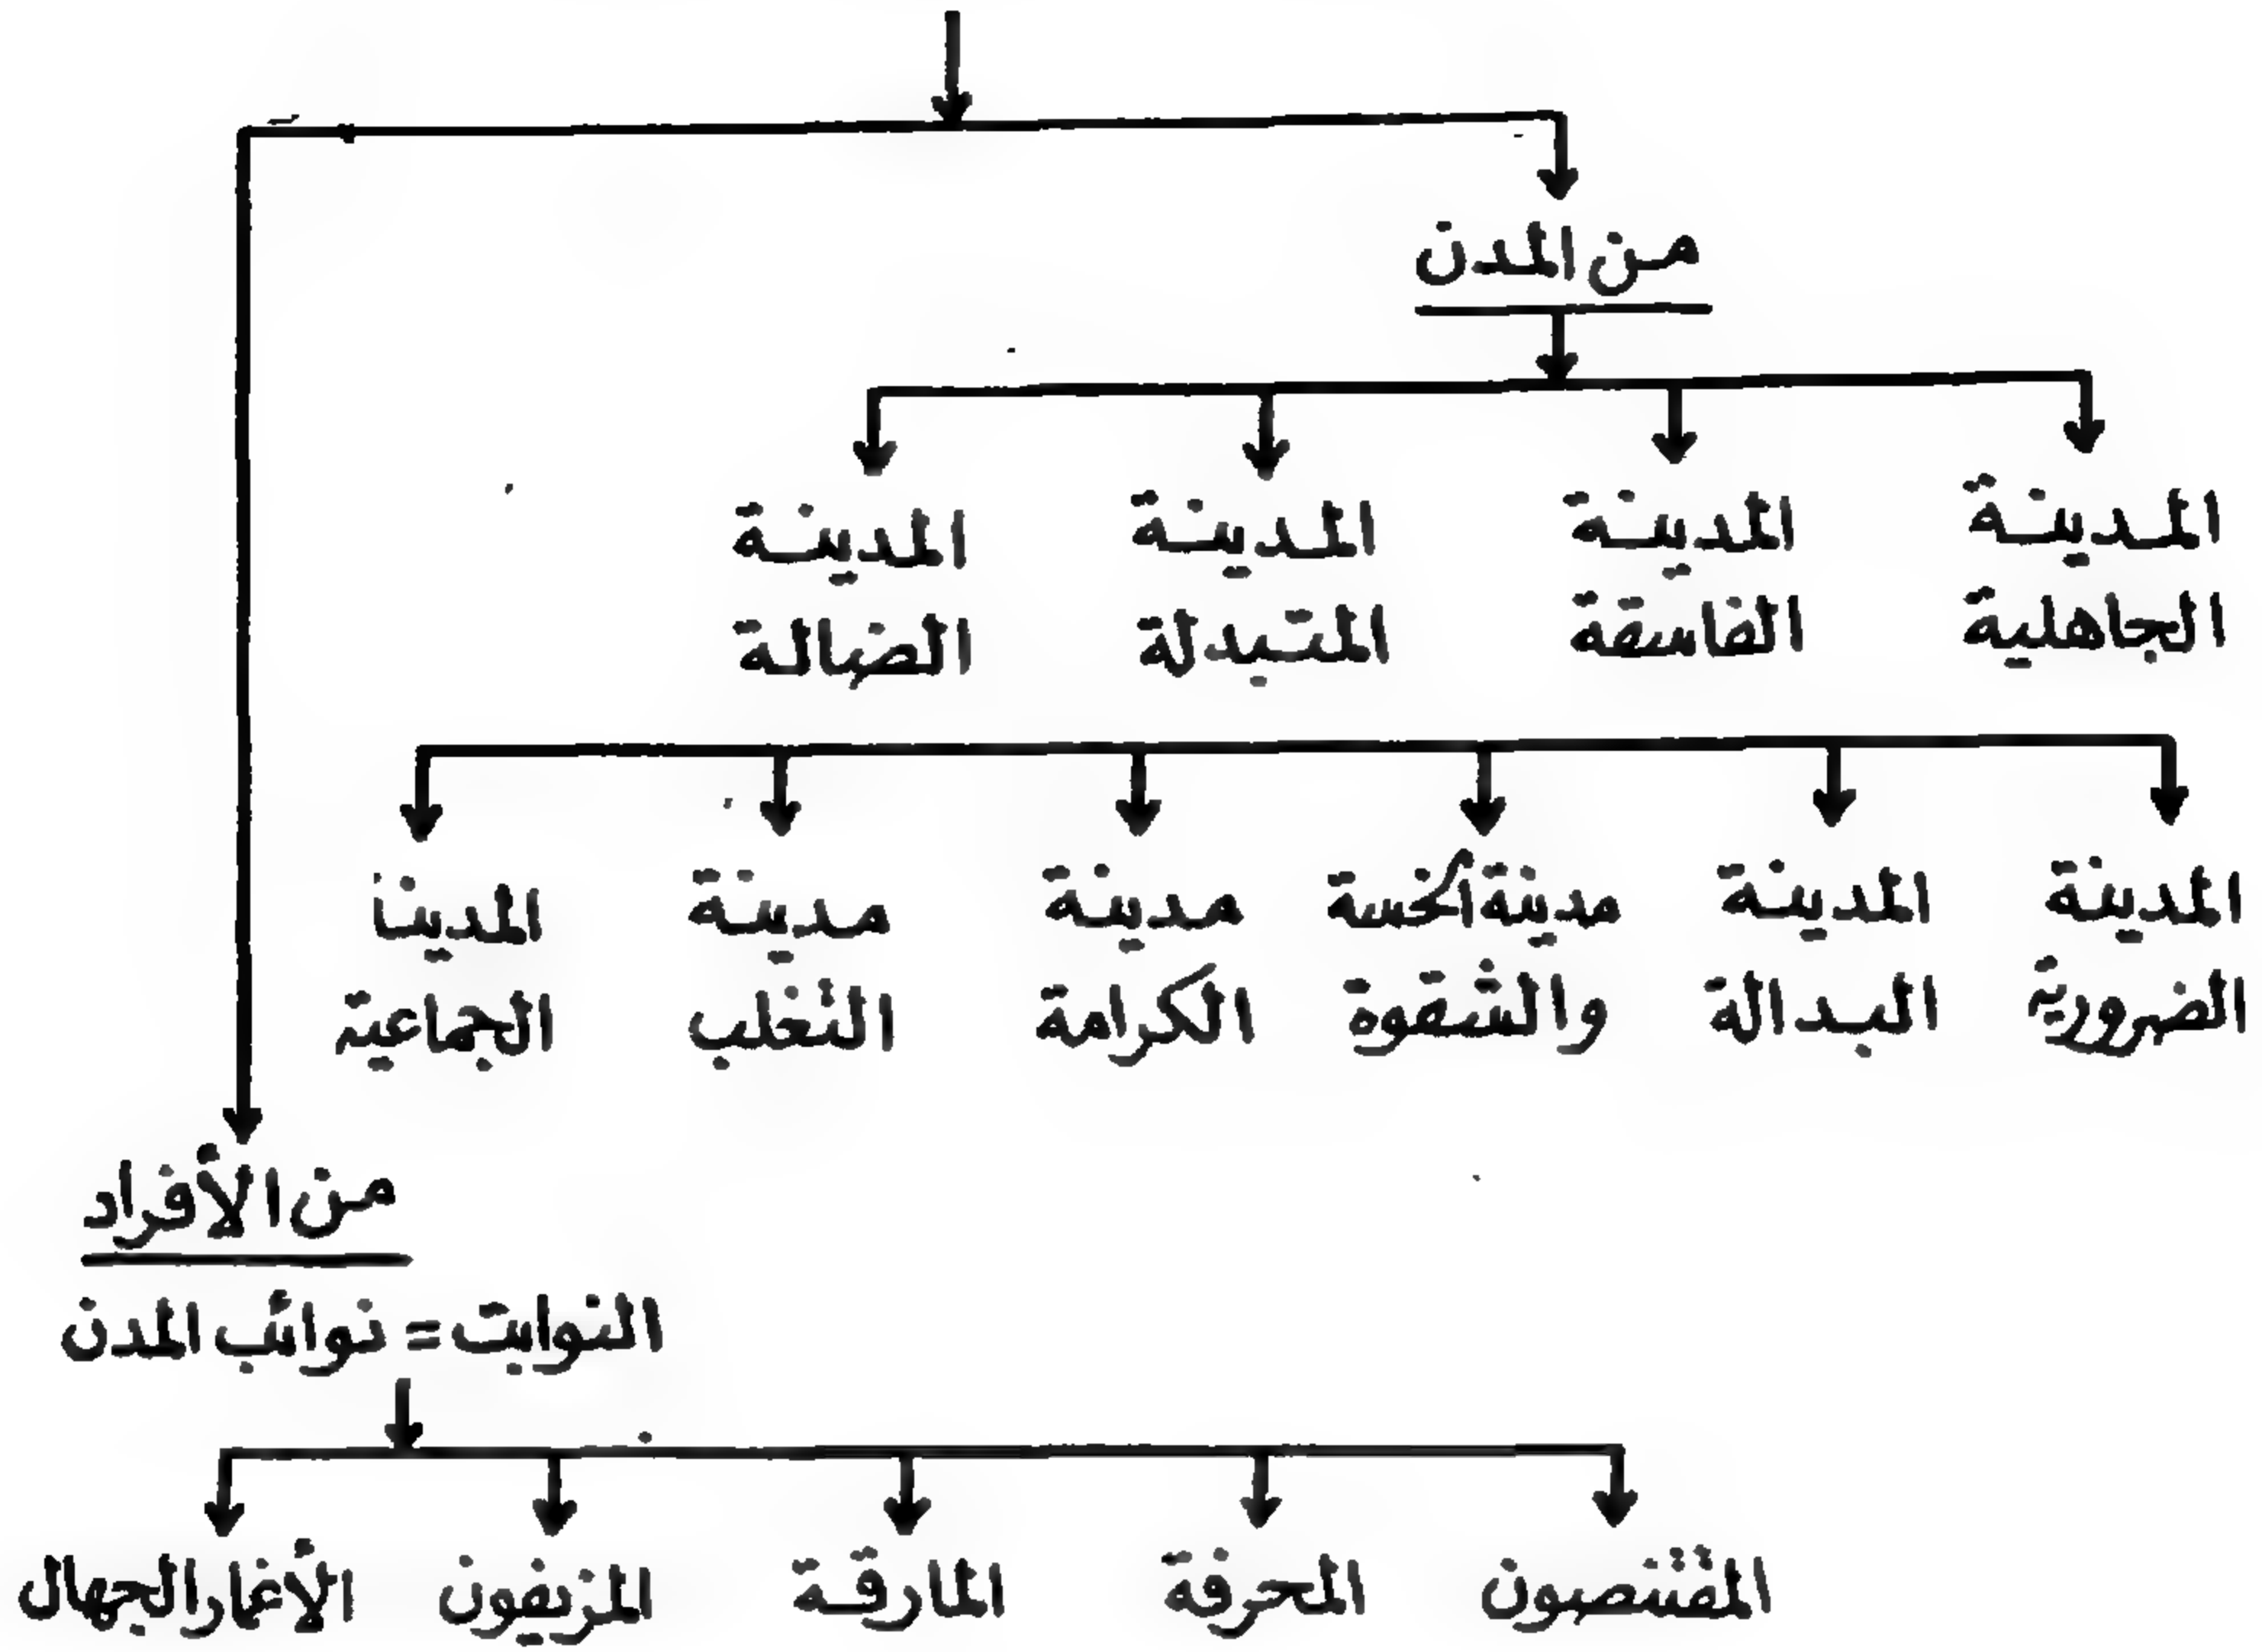 من المدن
المدينة المدينة المدينة المدينة
الجاهلية الفاسقة المتبدلة الضالة
المدينة المدينة مدينة الخسة مدينة مدينة المدينة
الضرورية البدالة والشقوة الكرامة التغلب الجماعية
من الأفراد
النوابت = نوائب المدن
المقتنصون المحرفة المارقة المزيفون الأغمار الجهال